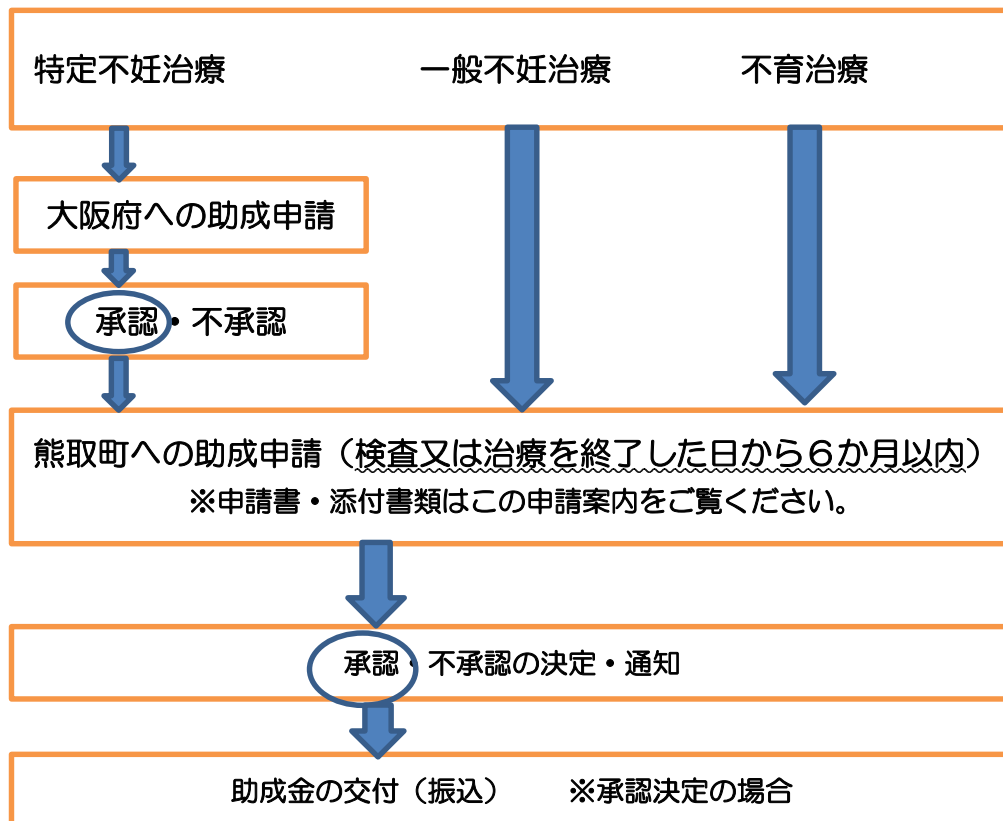 特定不妊治療 一般不妊治療 不育治療
大阪府への助成申請
承認・不承認
熊取町への助成申請（検査又は治療を終了した日から６か月以内）
※申請書・添付書類はこの申請案内をご覧ください。
承認・不承認の決定・通知
助成金の交付（振込） ※承認決定の場合